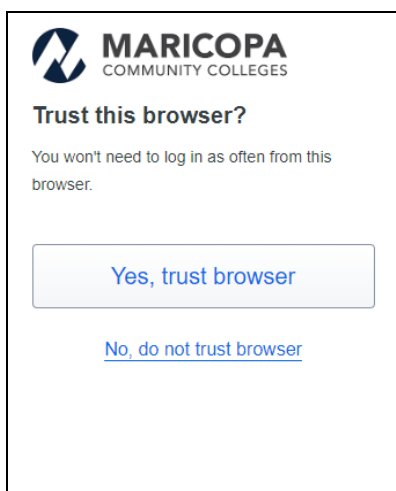 MARICOPA
COMMUNITY COLLEGES
Trust this browser?
You won't need to log in as often from this
browser.
Yes, trust browser
No, do not trust browser